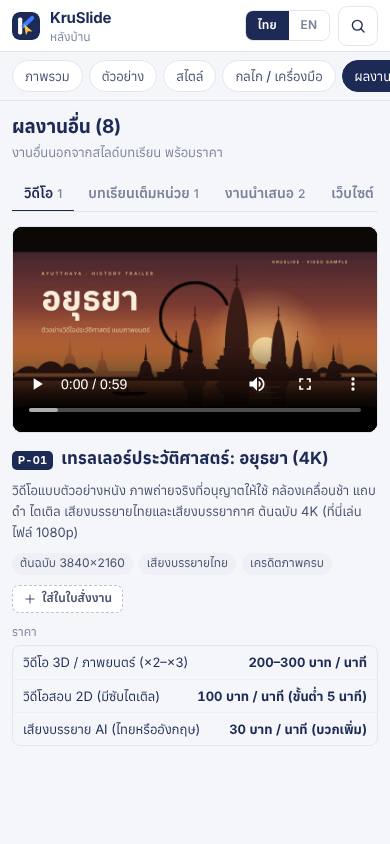 KruSlide
หลังบ้าน
ไทย
EN
ภาพรวม
ตัวอย่าง
สไตล์
กลไก / เครื่องมือ
ผลงาน
ผลงานอื่น (8)
งานอื่นนอกจากสไลด์บทเรียน พร้อมราคา
วิดีโอ 1
บทเรียนเต็มหน่วย 1
งานนำเสนอ 2
เว็บไซต์
KRUSLIDE · VIDEO SAMPLE
AYUTTHAYA · HISTORY TRAILER
อยุธยา
ตัวอย่างวิดีโอประวัติศาสตร์ แบบภาพยนตร์
0:00 / 0:59
P-01 เทรลเลอร์ประวัติศาสตร์: อยุธยา (4K)
วิดีโอแบบตัวอย่างหนัง ภาพถ่ายจริงที่อนุญาตให้ใช้ กล้องเคลื่อนช้า แถบ
ดำ ไตเติล เสียงบรรยายไทยและเสียงบรรยากาศ ต้นฉบับ 4K (ที่นี่เล่น
ไฟล์ 1080p)
ต้นฉบับ 3840×2160
เสียงบรรยายไทย
เครดิตภาพครบ
+ ใส่ในใบสั่งงาน
ราคา
วิดีโอ 3D / ภาพยนตร์ (×2–×3) 200–300 บาท / นาที
วิดีโอสอน 2D (มีซับไตเติล) 100 บาท / นาที (ขั้นต่ำ 5 นาที)
เสียงบรรยาย AI (ไทยหรืออังกฤษ) 30 บาท / นาที (บวกเพิ่ม)